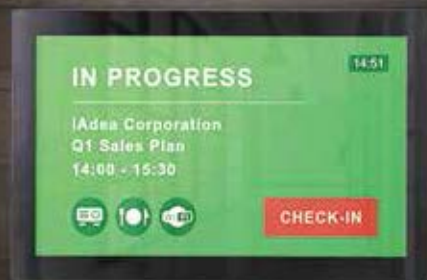 IN PROGRESS
14:51
IAdea Corporation
Q1 Sales Plan
14:00 - 15:30
CHECK-IN